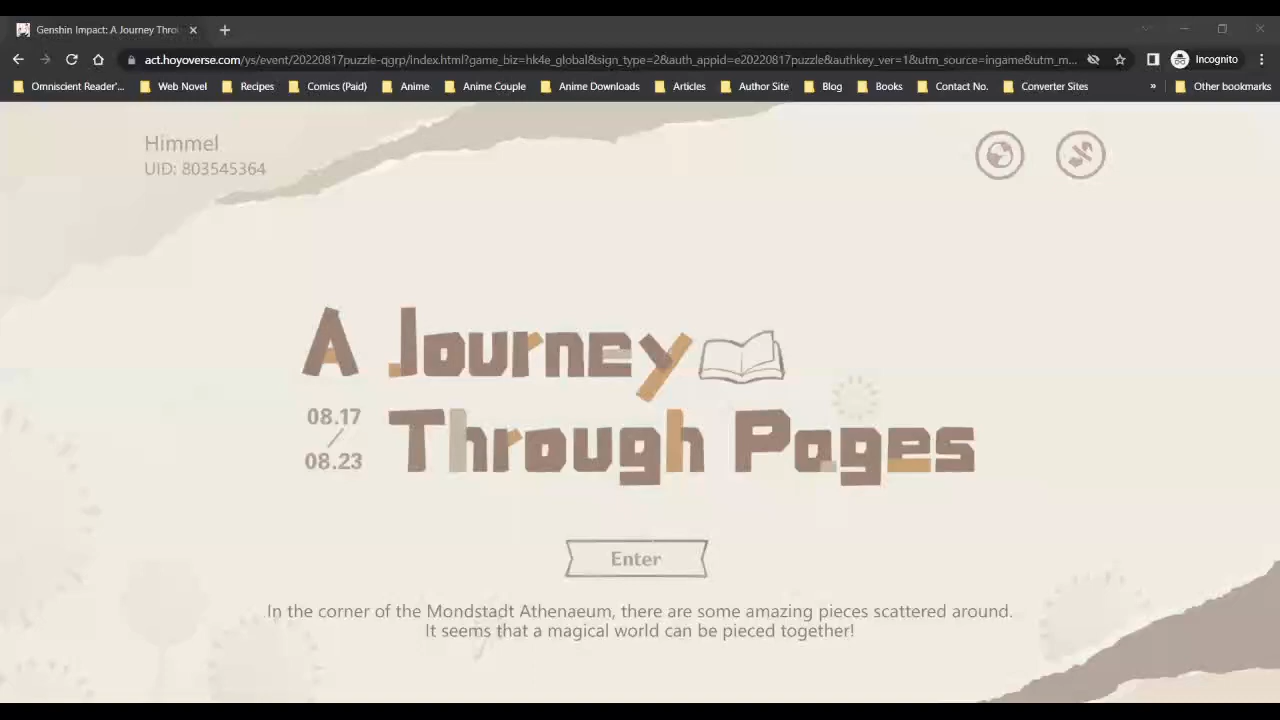 Genshin Impact: A Journey Thro
act.hoyoverse.com/ys/event/20220817puzzle-qgrp/index.html?game_biz=hk4e_global&sign_type=2&auth_appid=e20220817puzzle&authkey_ver=1&utm_source=ingame&utm_m...
Incognito
Omniscient Reader'...
Web Novel
Recipes
Comics (Paid)
Anime
Anime Couple
Anime Downloads
Articles
Author Site
Blog
Books
Contact No.
Converter Sites
»
Other bookmarks
Himmel
UID: 803545364
A Journey
08.17
Through Pages
08.23
Enter
In the corner of the Mondstadt Athenaeum, there are some amazing pieces scattered around.
It seems that a magical world can be pieced together!